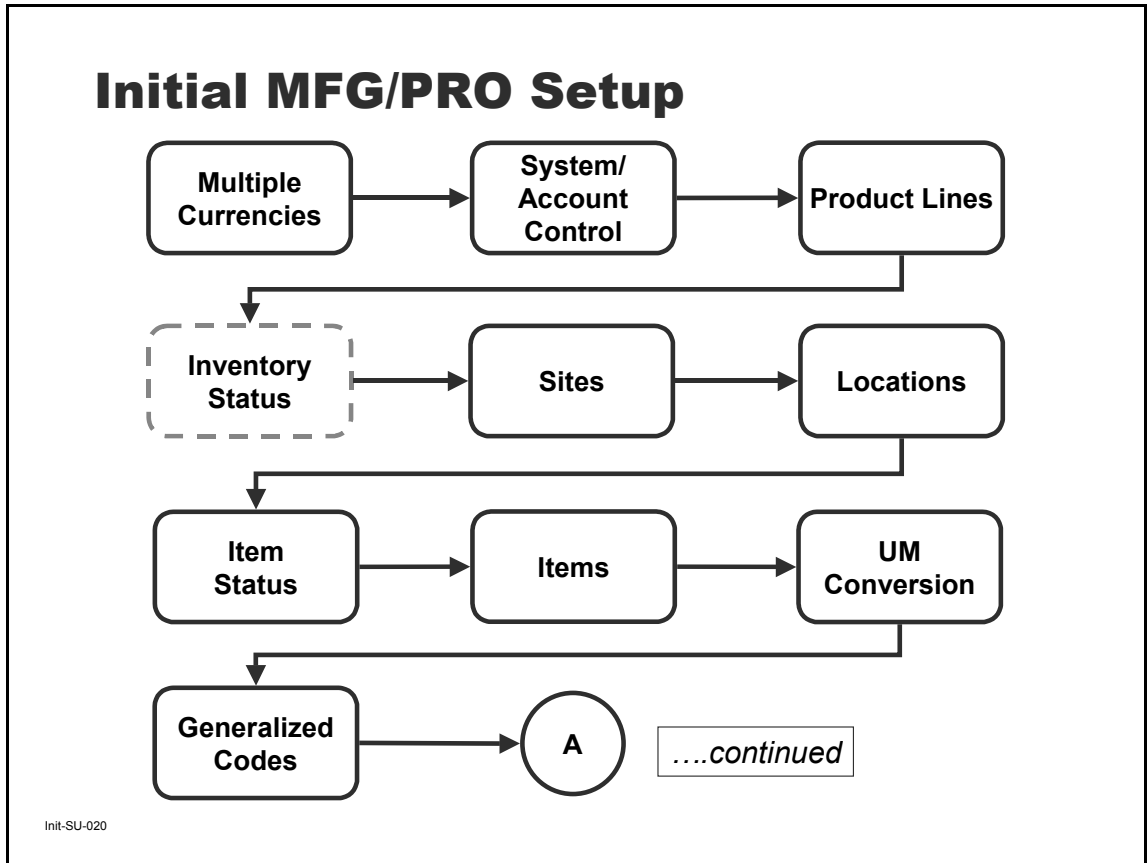 Initial MFG/PRO Setup
Multiple
Currencies
System/
Account
Control
Product Lines
Inventory
Status
Sites
Locations
Item
Status
Items
UM
Conversion
Generalized
Codes
A
….continued
Init-SU-020